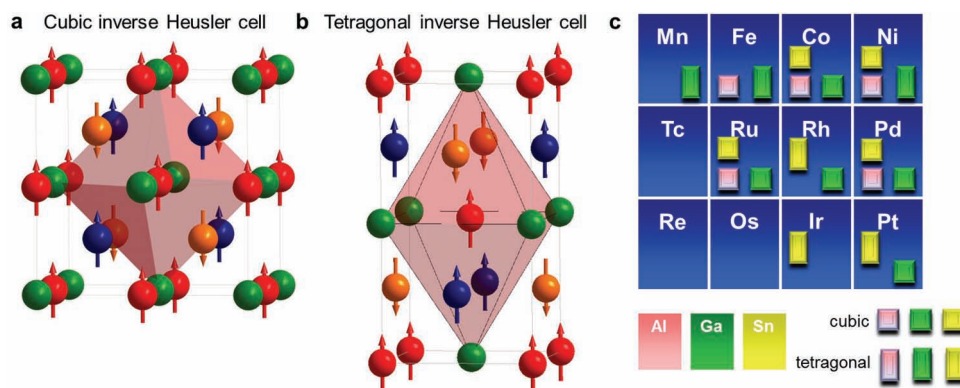 a Cubic inverse Heusler cell
b Tetragonal inverse Heusler cell
c
Mn Fe Co Ni
Tc Ru Rh Pd
Re Os Ir Pt
Al Ga Sn
cubic
tetragonal